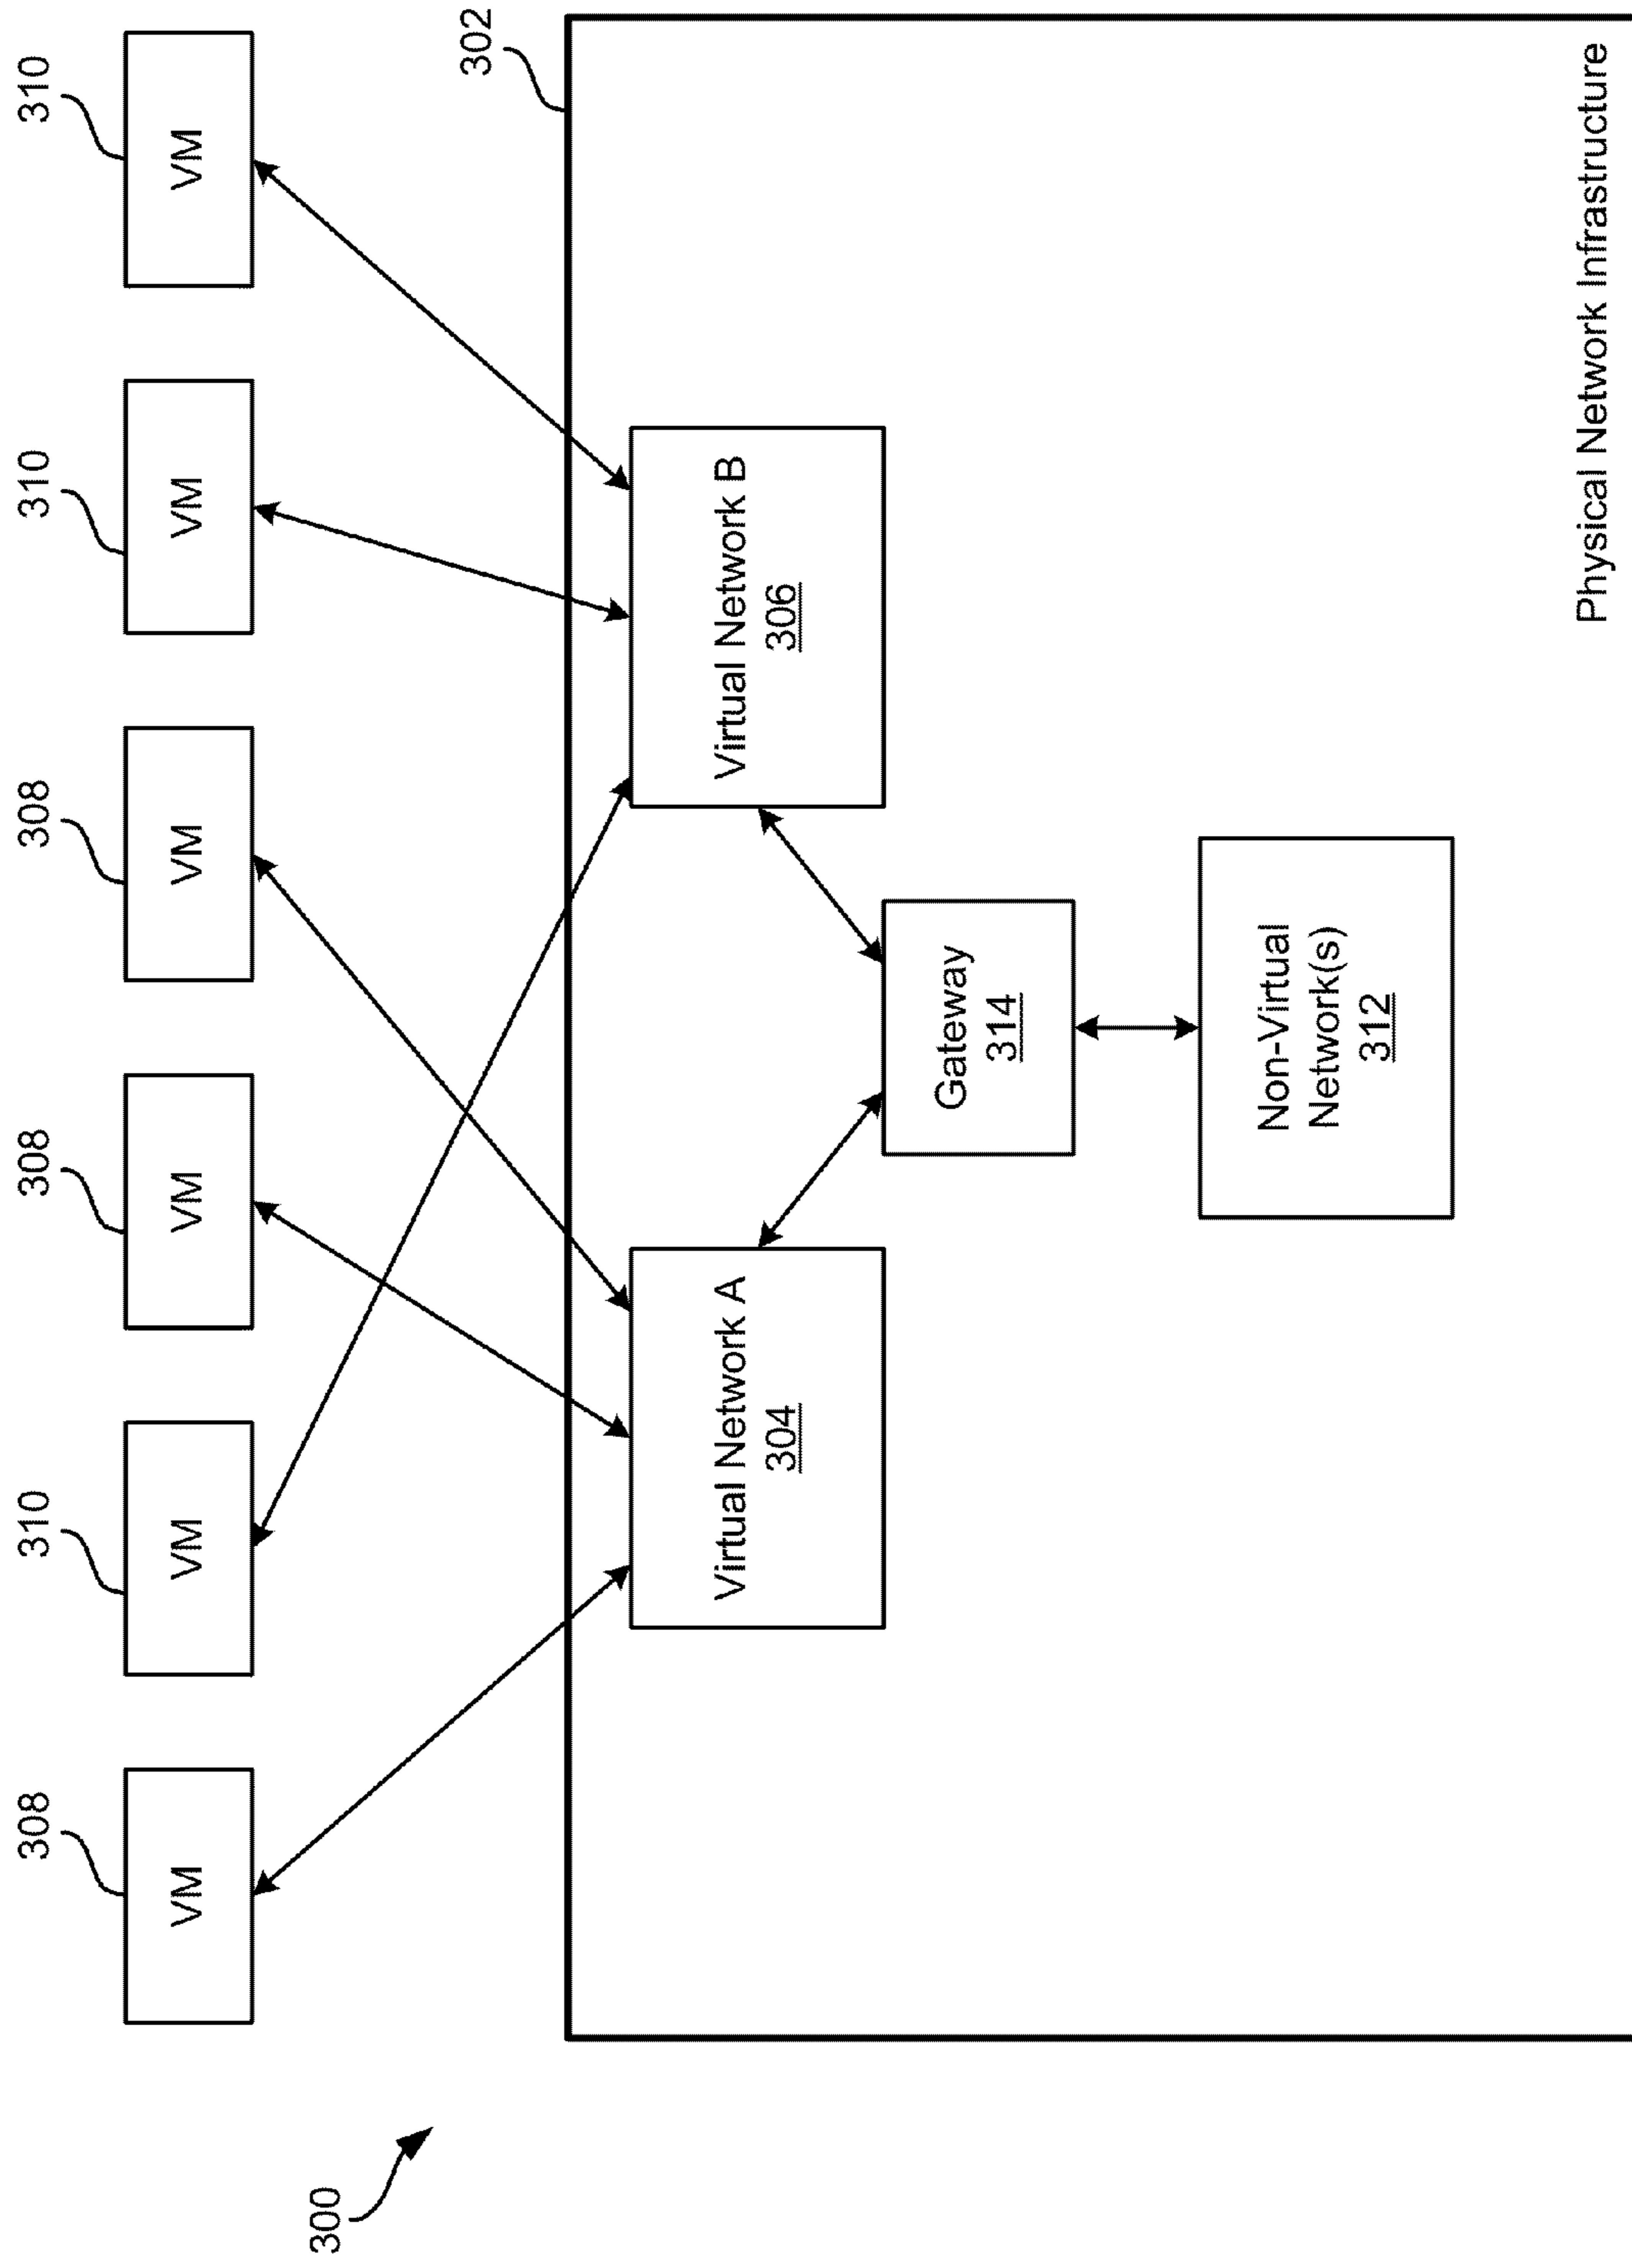 308
310
308
308
310
310
VM
VM
VM
VM
VM
VM
300
302
Virtual Network A
304
Virtual Network B
306
Gateway
314
Non-Virtual
Network(s)
312
Physical Network Infrastructure